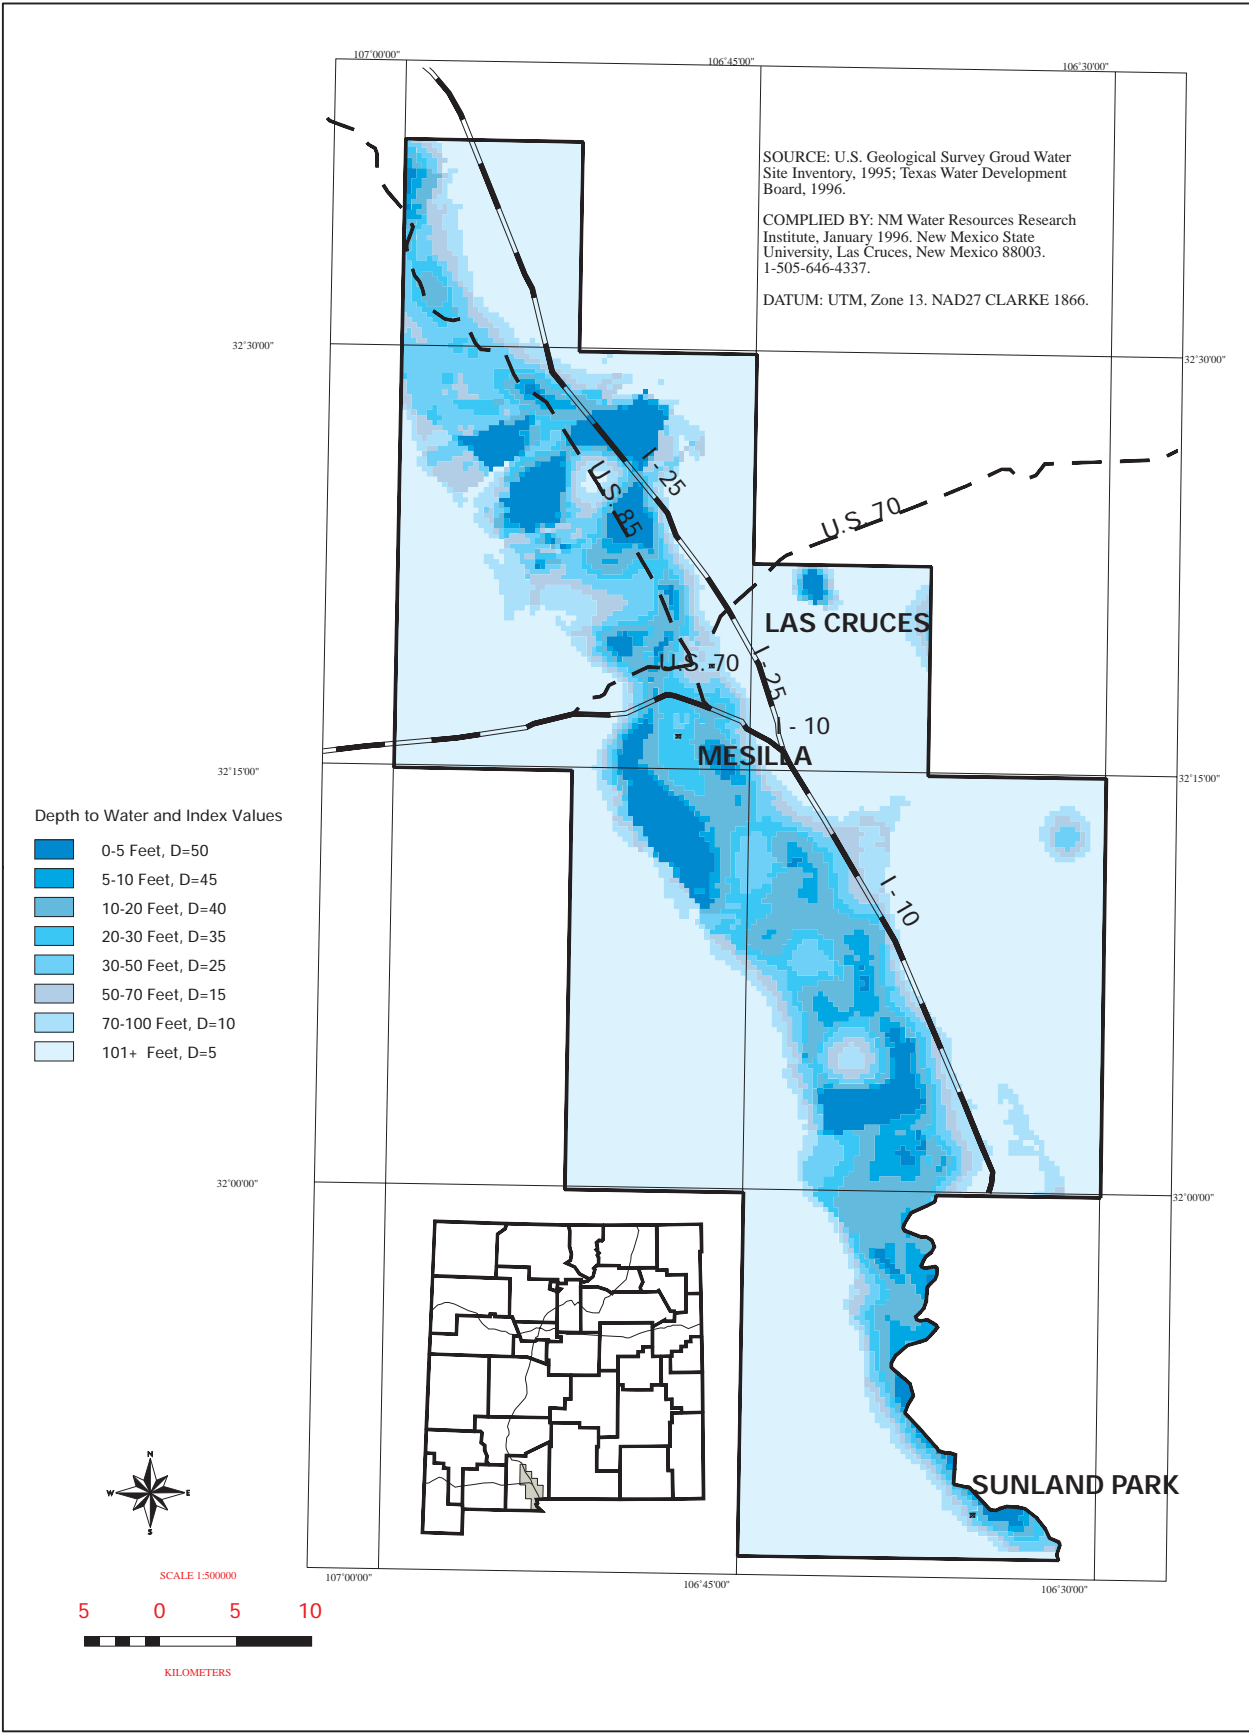 107°00'00"
106°45'00"
106°30'00"
SOURCE: U.S. Geological Survey Groud Water
Site Inventory, 1995; Texas Water Development
Board, 1996.
COMPLIED BY: NM Water Resources Research
Institute, January 1996. New Mexico State
University, Las Cruces, New Mexico 88003.
1-505-646-4337.
DATUM: UTM, Zone 13. NAD27 CLARKE 1866.
32°30'00"
32°30'00"
I - 25
U.S. 85
U.S. 70
LAS CRUCES
U.S. 70
I - 25
I - 10
MESILLA
32°15'00"
32°15'00"
Depth to Water and Index Values
0-5 Feet, D=50
5-10 Feet, D=45
10-20 Feet, D=40
20-30 Feet, D=35
30-50 Feet, D=25
50-70 Feet, D=15
70-100 Feet, D=10
101+ Feet, D=5
I - 10
32°00'00"
32°00'00"
N
W
E
S
SUNLAND PARK
SCALE 1:500000
107°00'00"
106°45'00"
106°30'00"
5 0 5 10
KILOMETERS